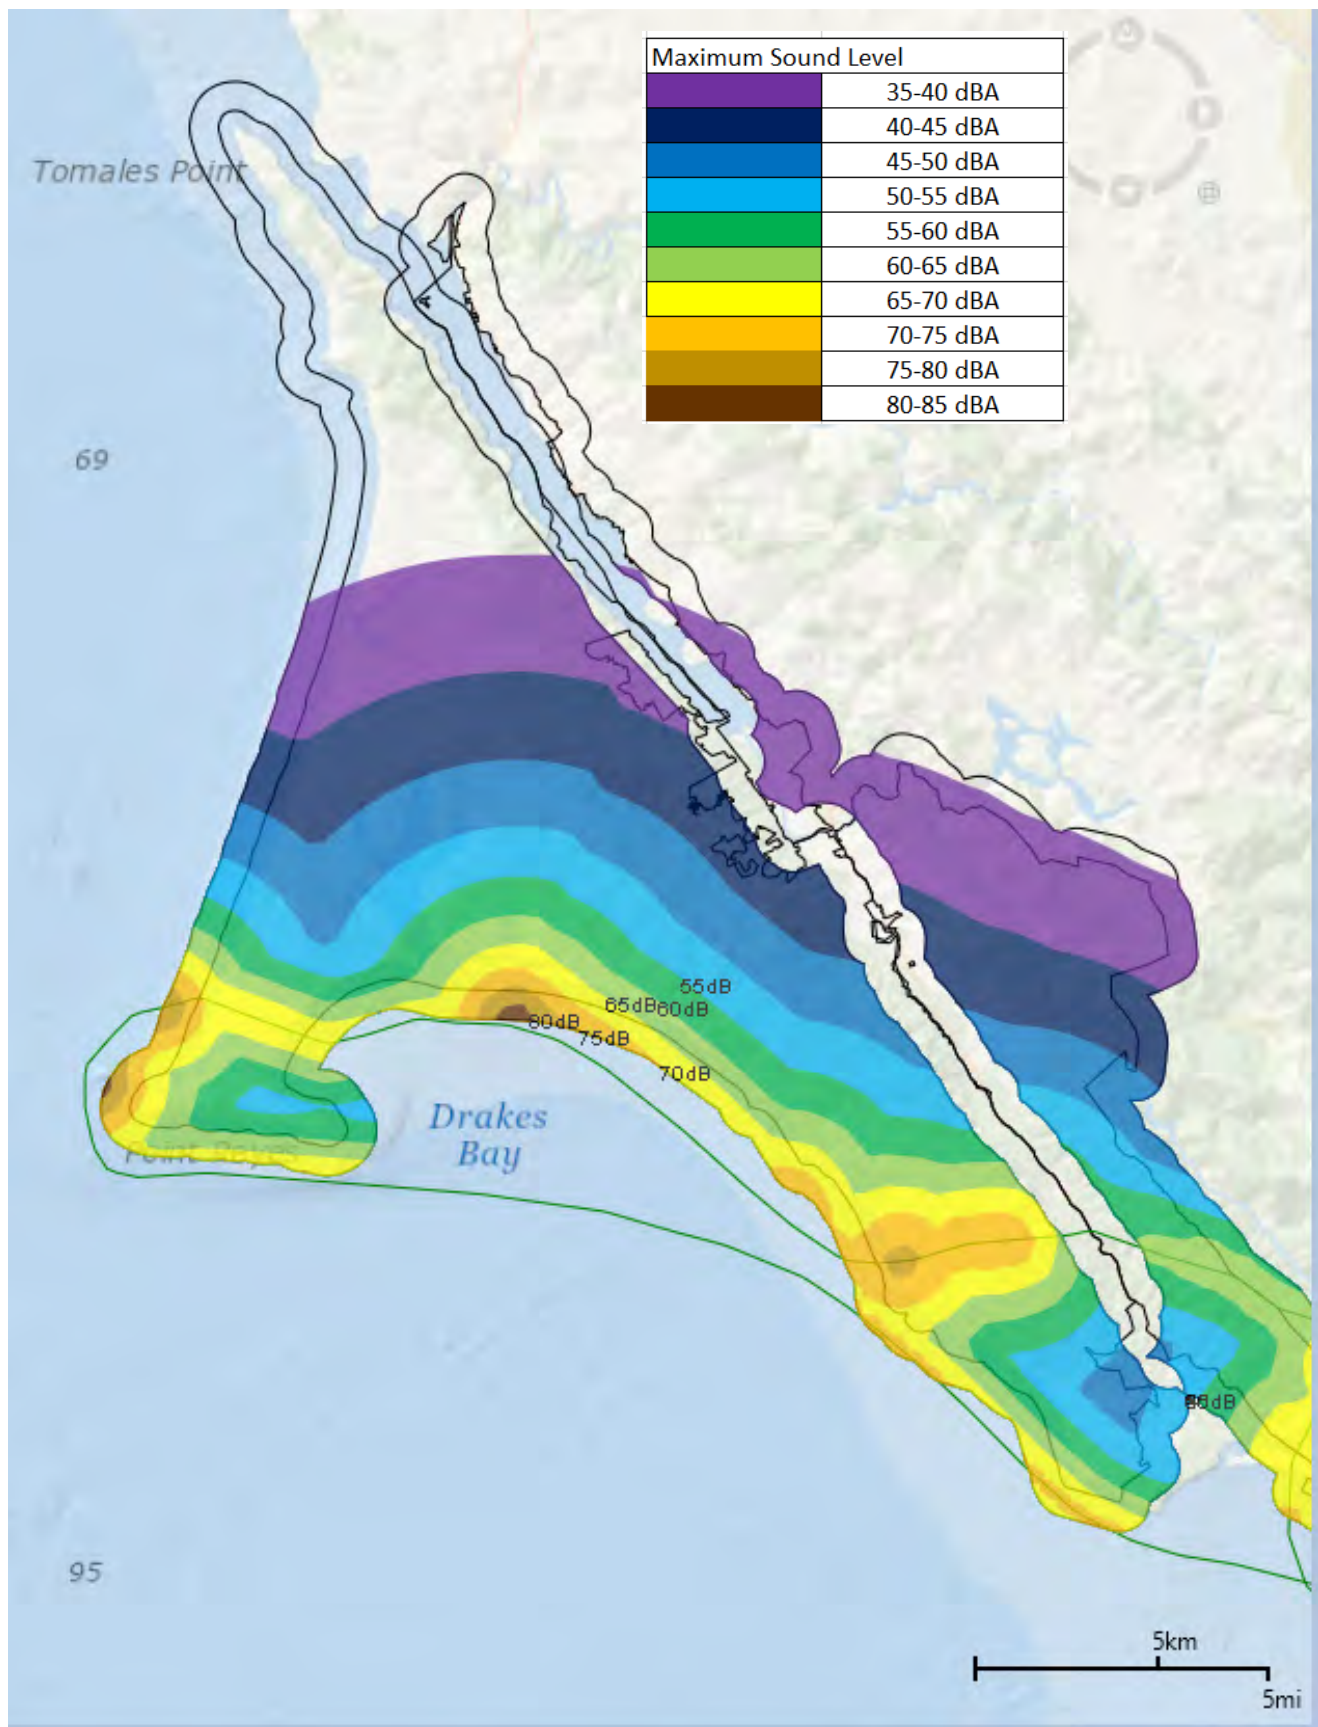 Maximum Sound Level
35-40 dBA
40-45 dBA
45-50 dBA
50-55 dBA
55-60 dBA
60-65 dBA
65-70 dBA
70-75 dBA
75-80 dBA
80-85 dBA
Tomales Point
69
55dB
65dB
60dB
80dB
75dB
70dB
Drakes
Bay
Point Reyes
95
5km
5mi